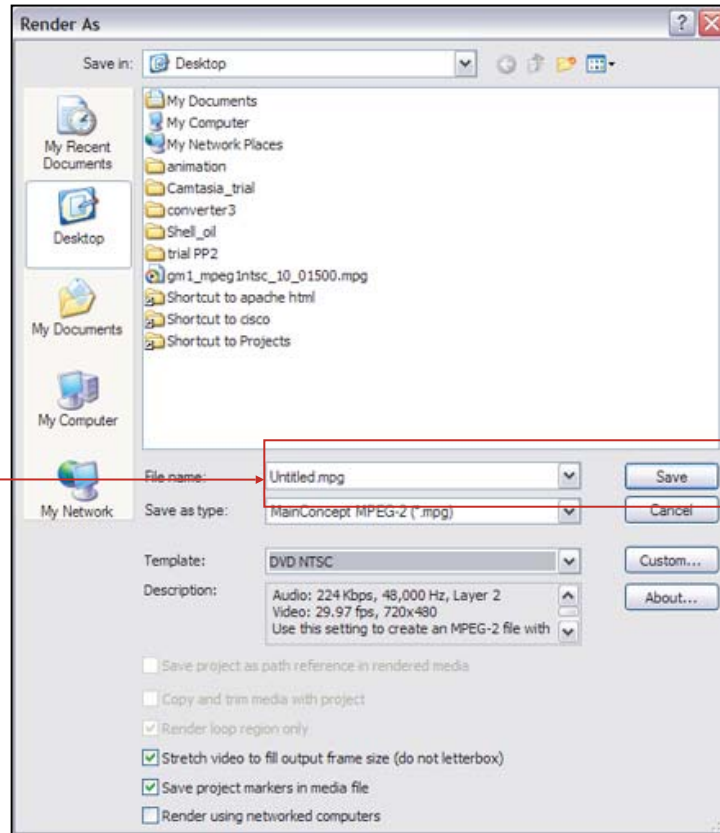 Render As
Save in: Desktop
My Recent
Documents
Desktop
My Documents
My Computer
My Network
My Documents
My Computer
My Network Places
animation
Camtasia_trial
converter3
Shell_oil
trial PP2
gm1_mpeg1ntsc_10_01500.mpg
Shortcut to apache html
Shortcut to cisco
Shortcut to Projects
File name: Untitled.mpg Save
Save as type: MainConcept MPEG-2 (*.mpg) Cancel
Template: DVD NTSC Custom...
Description: Audio: 224 Kbps, 48,000 Hz, Layer 2 About...
Video: 29.97 fps, 720x480
Use this setting to create an MPEG-2 file with
Save project as path reference in rendered media
Copy and trim media with project
Render loop region only
Stretch video to fill output frame size (do not letterbox)
Save project markers in media file
Render using networked computers